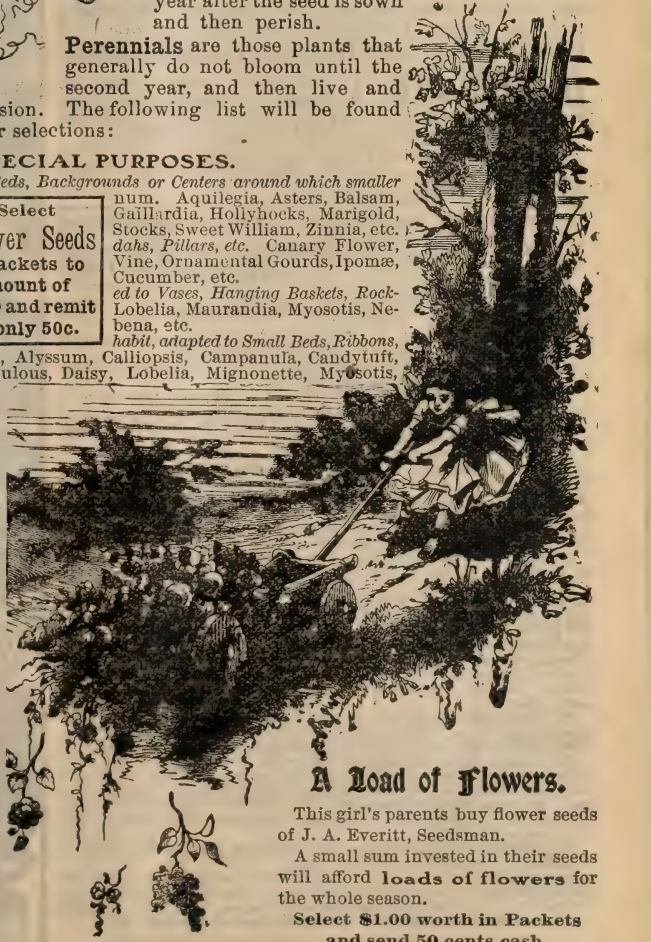 year after the seed is sown
and then perish.
Perennials are those plants that
generally do not bloom until the
second year, and then live and
sion. The following list will be found
r selections:
ECIAL PURPOSES.
eds, Backgrounds or Centers around which smaller
num. Aquilegia, Asters, Balsam,
Gaillardia, Hollyhocks, Marigold,
Stocks, Sweet William, Zinnia, etc.
dahs, Pillars, etc. Canary Flower,
Vine, Ornamental Gourds, Ipomæ,
Cucumber, etc.
ed to Vases, Hanging Baskets, Rock-
Lobelia, Maurandia, Myosotis, Ne-
bena, etc.
habit, adapted to Small Beds, Ribbons,
, Alyssum, Calliopsis, Campanula, Candytuft,
ulous, Daisy, Lobelia, Mignonette, Myosotis,
Select
ver Seeds
ackets to
ount of
and remit
only 50c.
A Load of Flowers.
This girl's parents buy flower seeds
of J. A. Everitt, Seedsman.
A small sum invested in their seeds
will afford loads of flowers for
the whole season.
Select $1.00 worth in Packets
and send 50 cents cash